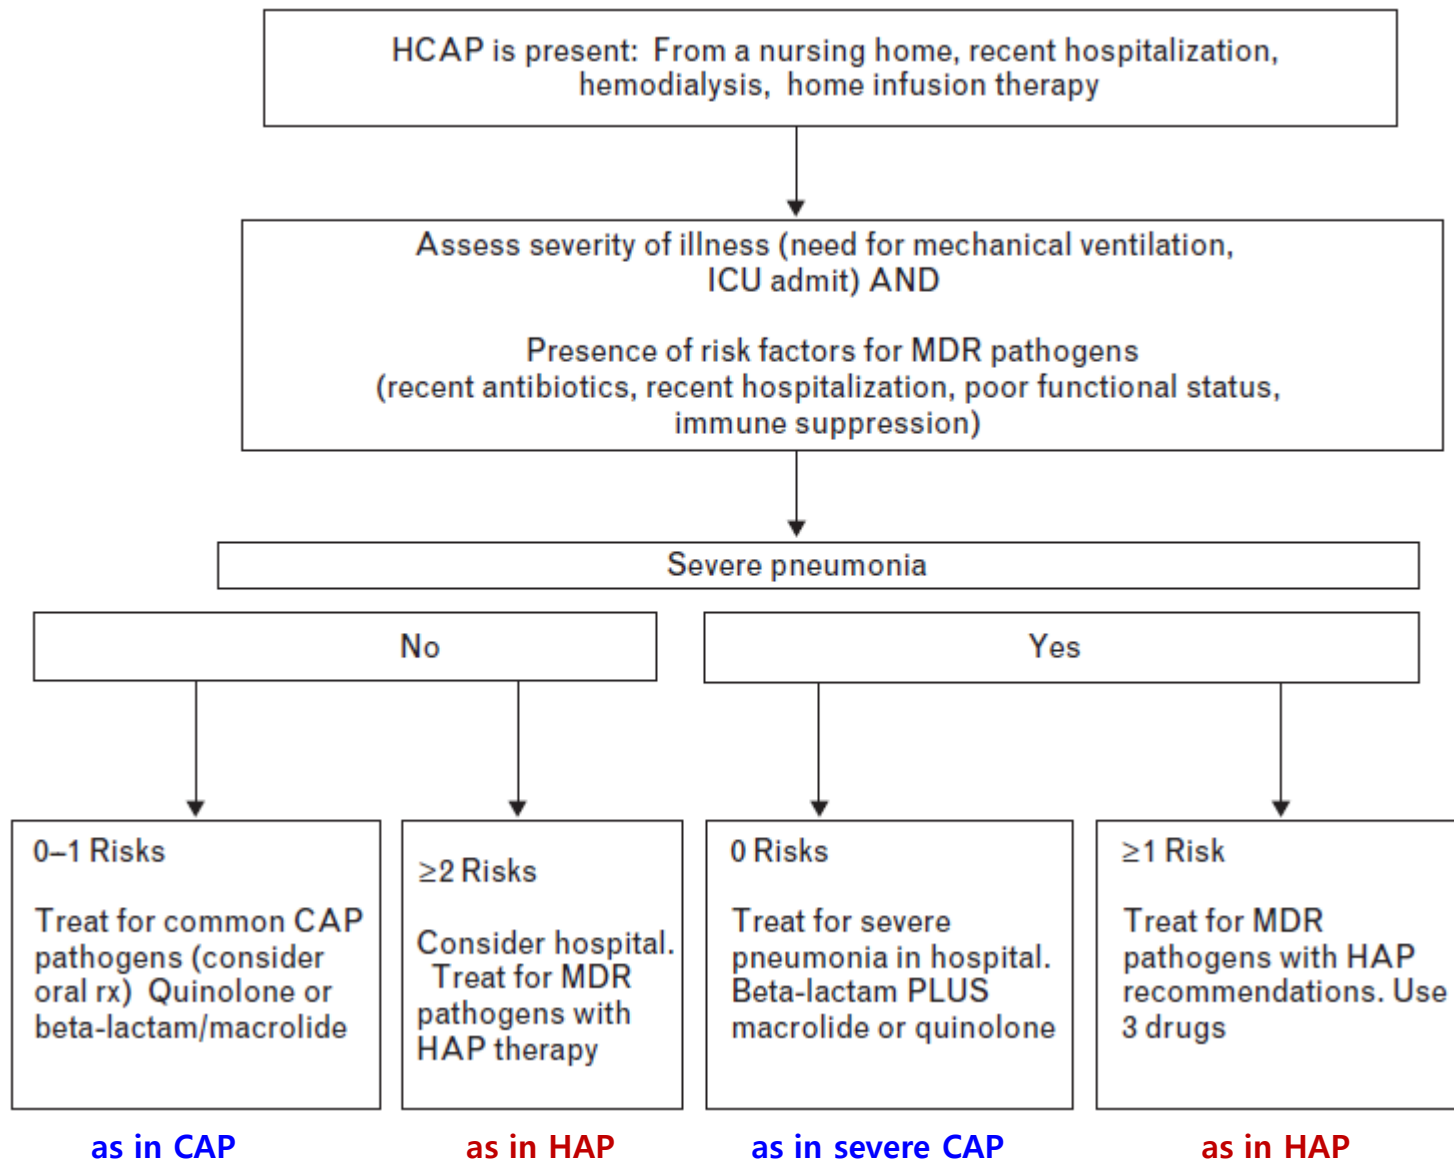 HCAP is present: From a nursing home, recent hospitalization,
hemodialysis, home infusion therapy
Assess severity of illness (need for mechanical ventilation,
ICU admit) AND
Presence of risk factors for MDR pathogens
(recent antibiotics, recent hospitalization, poor functional status,
immune suppression)
Severe pneumonia
No
Yes
0–1 Risks
Treat for common CAP
pathogens (consider
oral rx) Quinolone or
beta-lactam/macrolide
≥2 Risks
Consider hospital.
Treat for MDR
pathogens with
HAP therapy
0 Risks
Treat for severe
pneumonia in hospital.
Beta-lactam PLUS
macrolide or quinolone
≥1 Risk
Treat for MDR
pathogens with HAP
recommendations. Use
3 drugs
as in CAP
as in HAP
as in severe CAP
as in HAP